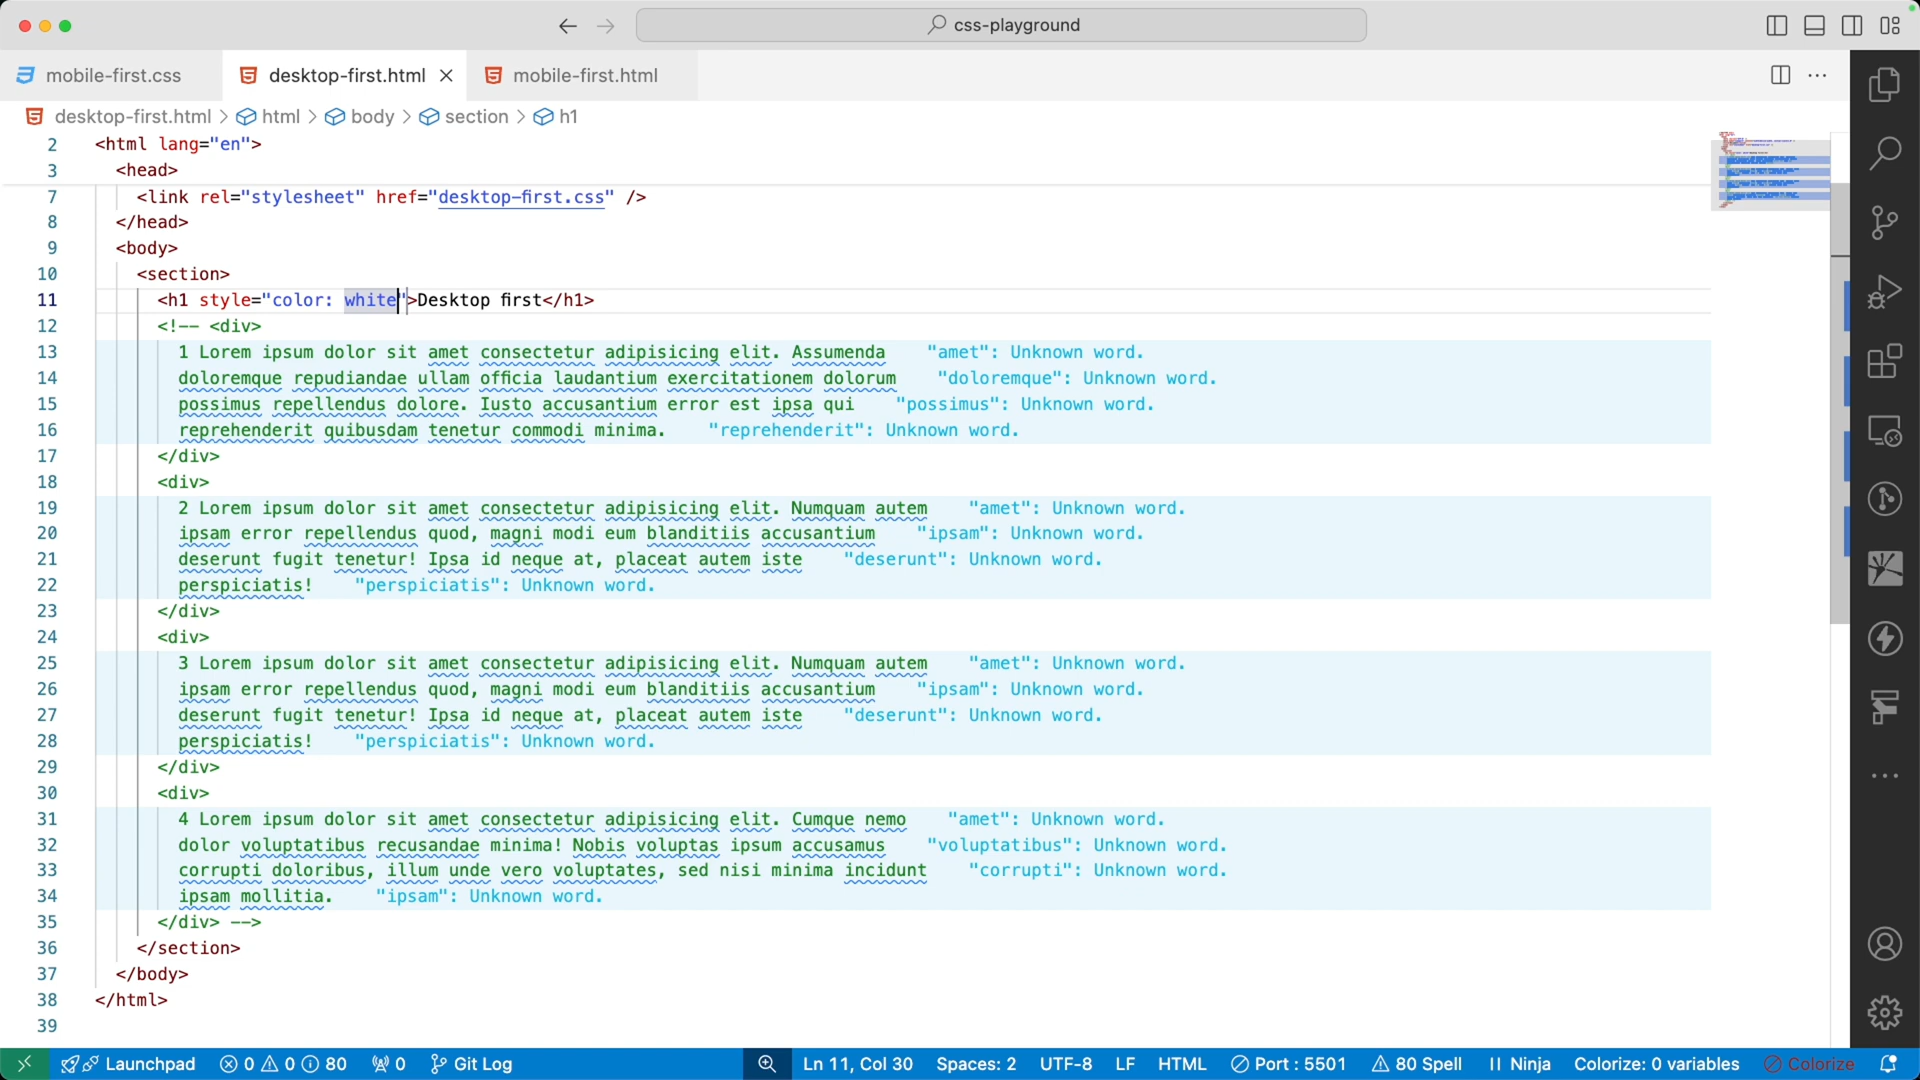 css-playground
mobile-first.css
desktop-first.html
mobile-first.html
desktop-first.html > html > body > section > h1
2 <html lang="en">
3 <head>
7 <link rel="stylesheet" href="desktop-first.css" />
8 </head>
9 <body>
10 <section>
11 <h1 style="color: white">Desktop first</h1>
12 <!-- <div>
13 1 Lorem ipsum dolor sit amet consectetur adipisicing elit. Assumenda "amet": Unknown word.
14 doloremque repudiandae ullam officia laudantium exercitationem dolorum "doloremque": Unknown word.
15 possimus repellendus dolore. Iusto accusantium error est ipsa qui "possimus": Unknown word.
16 reprehenderit quibusdam tenetur commodi minima. "reprehenderit": Unknown word.
17 </div>
18 <div>
19 2 Lorem ipsum dolor sit amet consectetur adipisicing elit. Numquam autem "amet": Unknown word.
20 ipsam error repellendus quod, magni modi eum blanditiis accusantium "ipsam": Unknown word.
21 deserunt fugit tenetur! Ipsa id neque at, placeat autem iste "deserunt": Unknown word.
22 perspiciatis! "perspiciatis": Unknown word.
23 </div>
24 <div>
25 3 Lorem ipsum dolor sit amet consectetur adipisicing elit. Numquam autem "amet": Unknown word.
26 ipsam error repellendus quod, magni modi eum blanditiis accusantium "ipsam": Unknown word.
27 deserunt fugit tenetur! Ipsa id neque at, placeat autem iste "deserunt": Unknown word.
28 perspiciatis! "perspiciatis": Unknown word.
29 </div>
30 <div>
31 4 Lorem ipsum dolor sit amet consectetur adipisicing elit. Cumque nemo "amet": Unknown word.
32 dolor voluptatibus recusandae minima! Nobis voluptas ipsum accusamus "voluptatibus": Unknown word.
33 corrupti doloribus, illum unde vero voluptates, sed nisi minima incidunt "corrupti": Unknown word.
34 ipsam mollitia. "ipsam": Unknown word.
35 </div> -->
36 </section>
37 </body>
38 </html>
39
Launchpad 0 0 80 0 Git Log Ln 11, Col 30 Spaces: 2 UTF-8 LF HTML Port : 5501 80 Spell Ninja Colorize: 0 variables Colorize